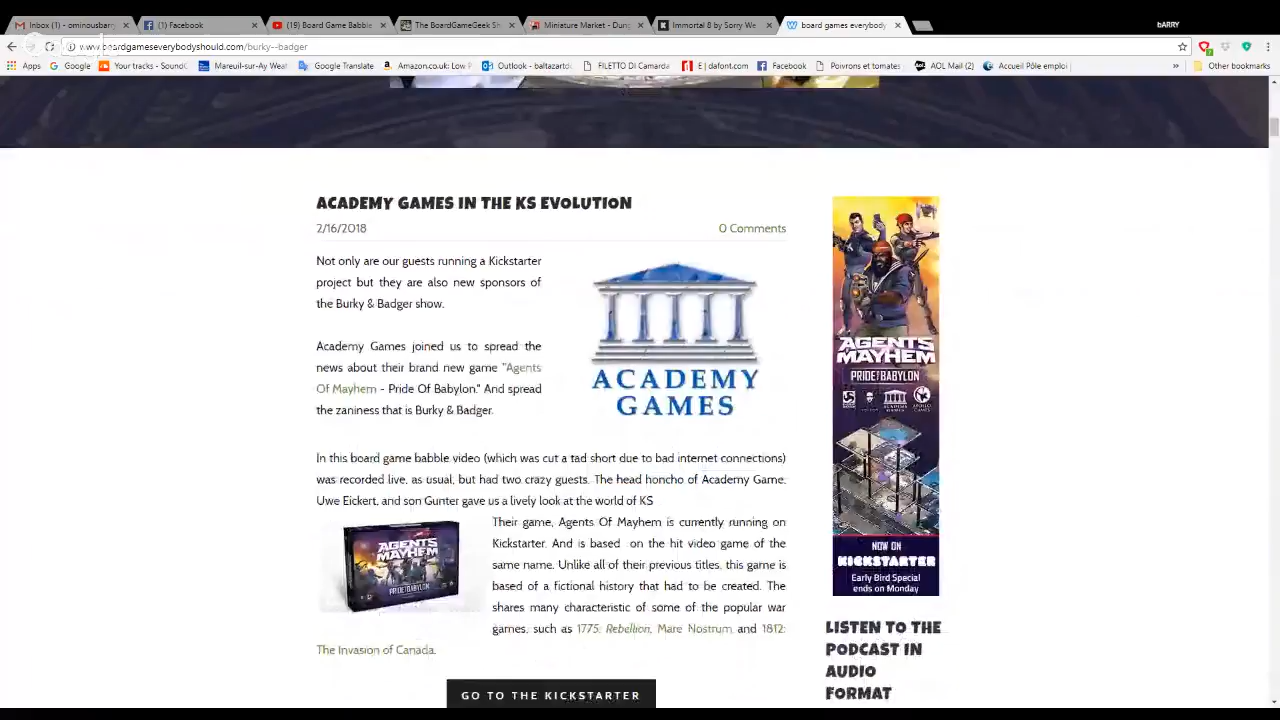 Inbox (1) - ominousbarry
(1) Facebook
(19) Board Game Babble
The BoardGameGeek Sh
Miniature Market - Dun
Immortal 8 by Sorry We
board games everybody
bARRY
www.boardgameseverybodyshould.com/burky--badger
Apps
Google
Your tracks - SoundC
Mareuil-sur-Ay Weat
Google Translate
Amazon.co.uk: Low P
Outlook - baltazartd
FILETTO Di Camarda
E | dafont.com
Facebook
Poivrons et tomates
AOL Mail (2)
Accueil Pôle emploi |
»
Other bookmarks
ACADEMY GAMES IN THE KS EVOLUTION
2/16/2018
0 Comments
Not only are our guests running a Kickstarter
project but they are also new sponsors of
the Burky & Badger show.
ACADEMY
GAMES
Academy Games joined us to spread the
news about their brand new game "Agents
Of Mayhem - Pride Of Babylon." And spread
the zaniness that is Burky & Badger.
In this board game babble video (which was cut a tad short due to bad internet connections)
was recorded live, as usual, but had two crazy guests. The head honcho of Academy Game,
Uwe Eickert, and son Gunter gave us a lively look at the world of KS
AGENTS
MAYHEM
PRIDE OF BABYLON
Their game, Agents Of Mayhem is currently running on
Kickstarter. And is based on the hit video game of the
same name. Unlike all of their previous titles, this game is
based of a fictional history that had to be created. The
shares many characteristic of some of the popular war
games, such as 1775: Rebellion, Mare Nostrum and 1812:
The Invasion of Canada.
GO TO THE KICKSTARTER
AGENTS
OF MAYHEM
PRIDE OF BABYLON
NOW ON
KICKSTARTER
Early Bird Special
ends on Monday
LISTEN TO THE
PODCAST IN
AUDIO
FORMAT